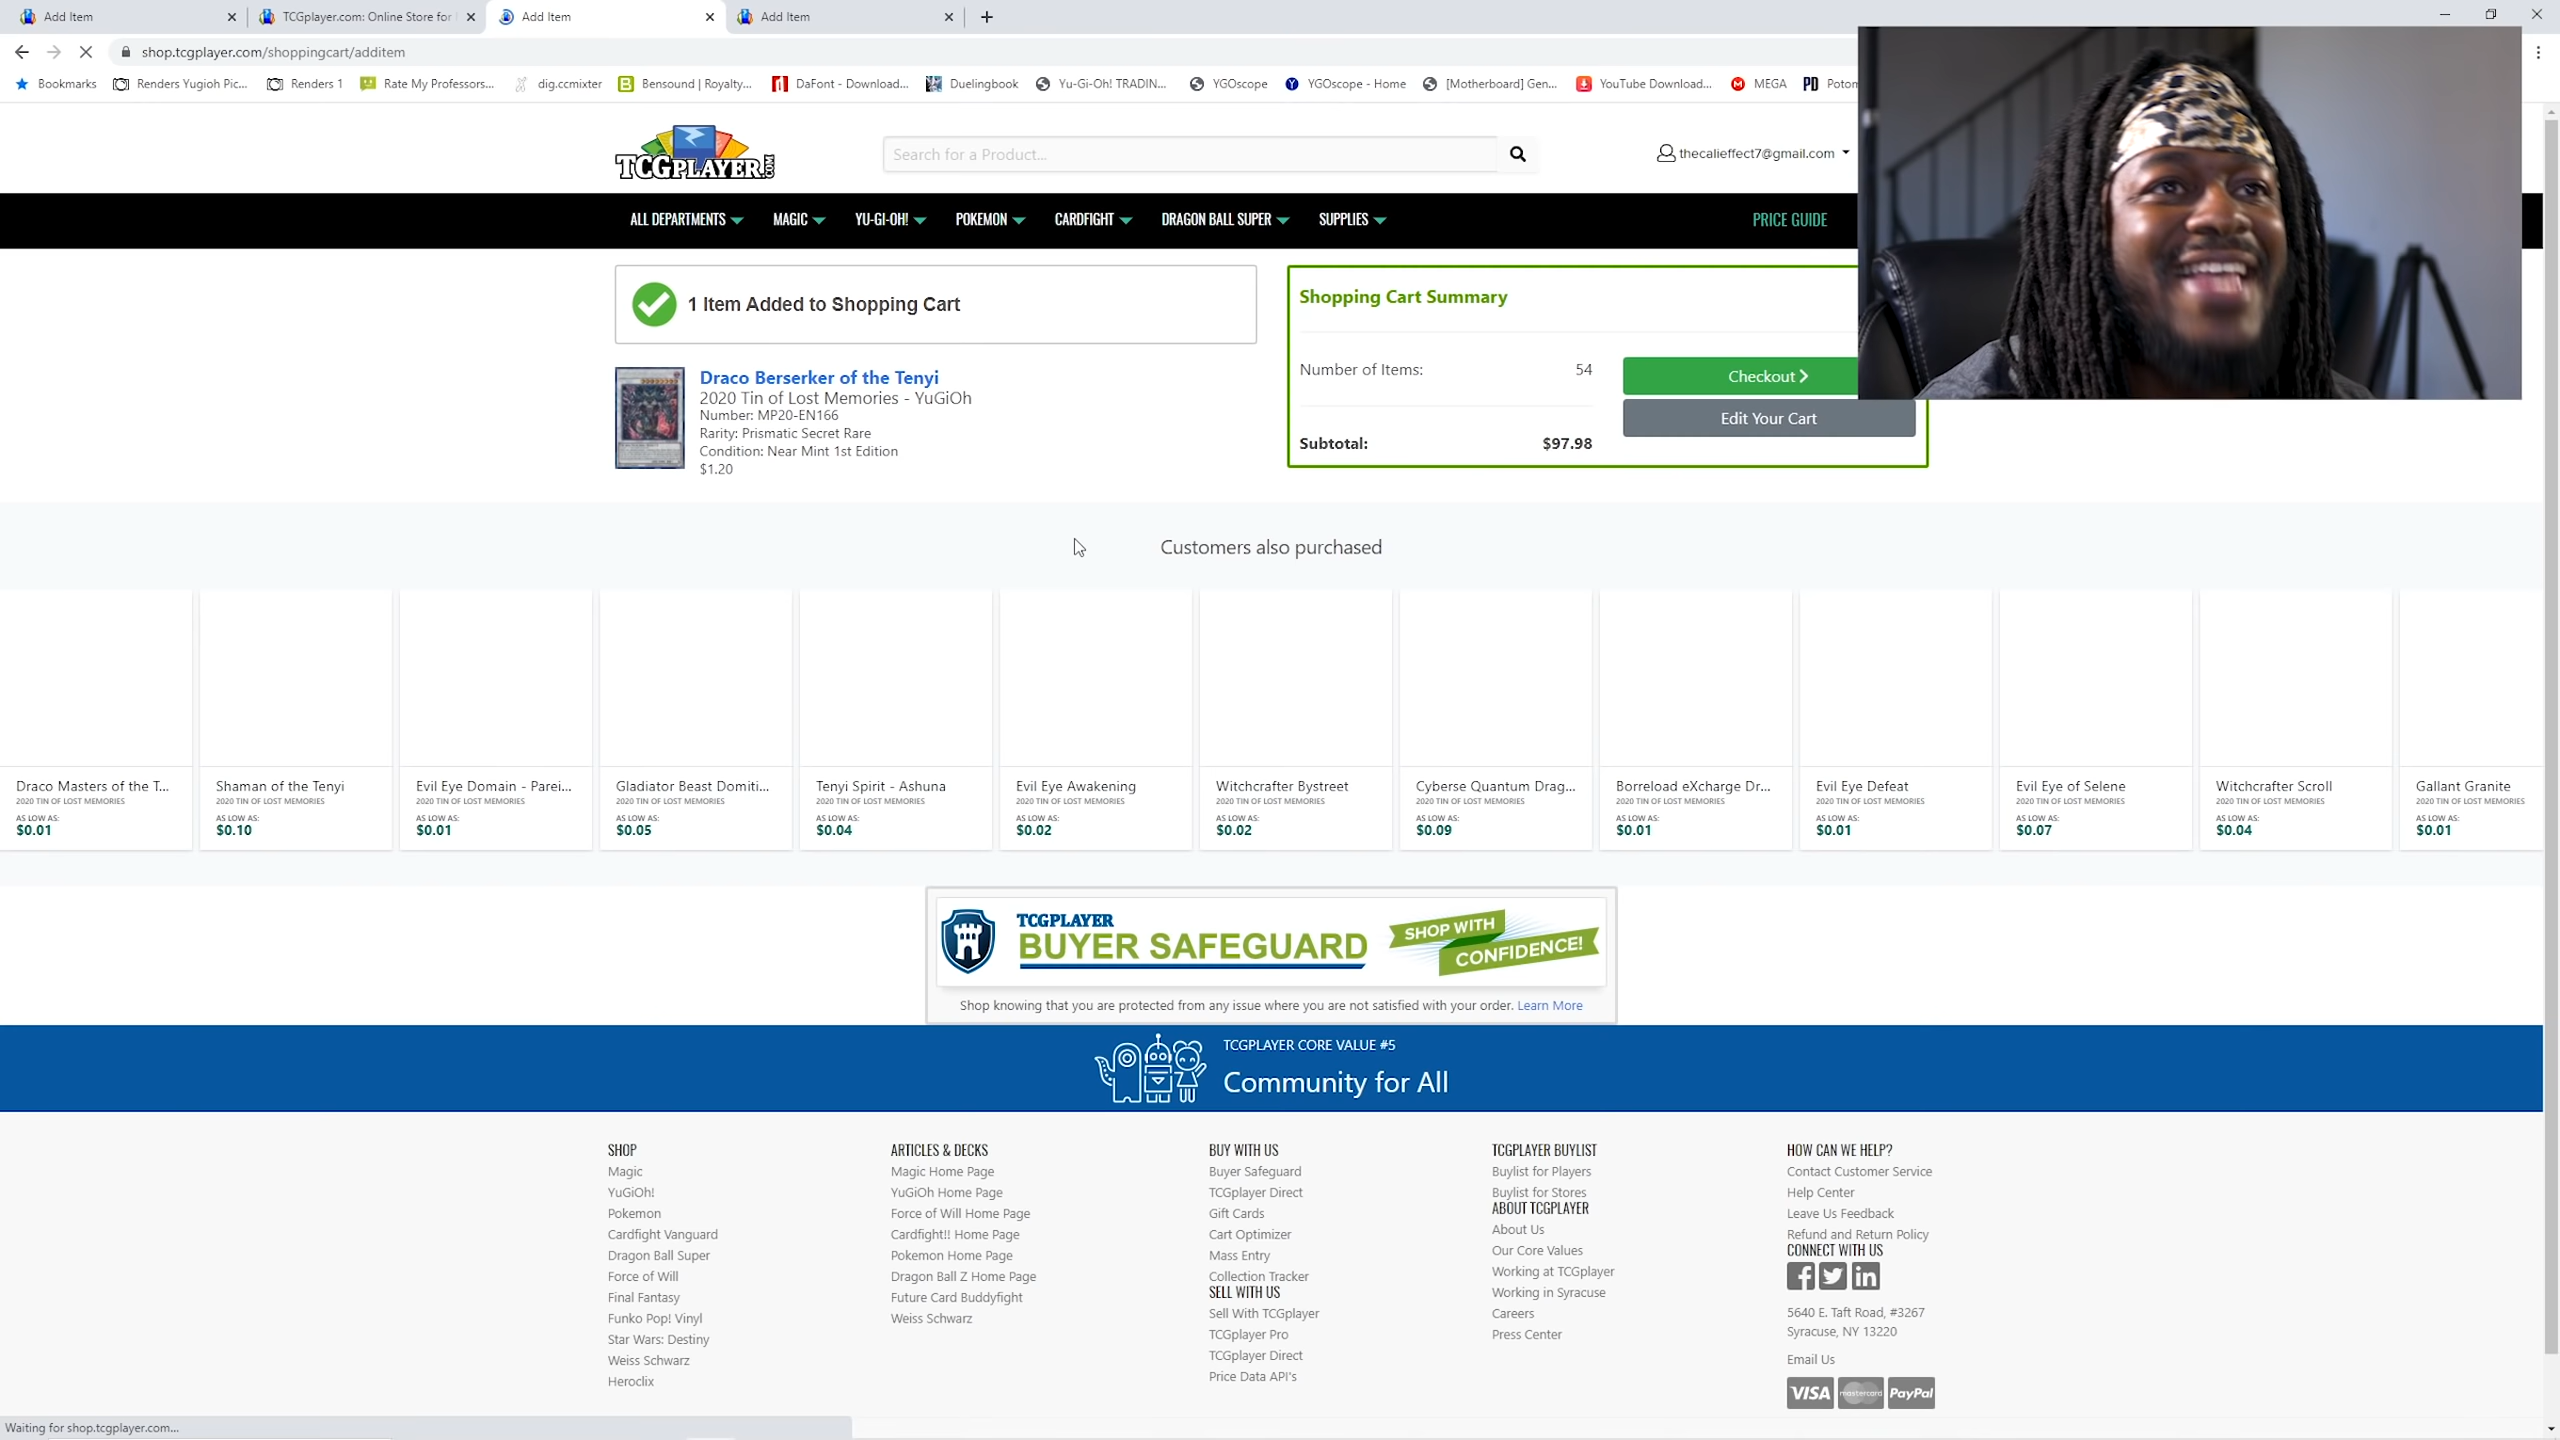 Add Item
TCGplayer.com: Online Store for
Add Item
Add Item
shop.tcgplayer.com/shoppingcart/additem
Bookmarks
Renders Yugioh Pic...
Renders 1
Rate My Professors...
dig.ccmixter
Bensound | Royalty...
DaFont - Download...
Duelingbook
Yu-Gi-Oh! TRADIN...
YGOscope
YGOscope - Home
[Motherboard] Gen...
YouTube Download...
MEGA
Potom
TCGPLAYER.COM
Search for a Product...
thecalieffect7@gmail.com
ALL DEPARTMENTS
MAGIC
YU-GI-OH!
POKEMON
CARDFIGHT
DRAGON BALL SUPER
SUPPLIES
PRICE GUIDE
1 Item Added to Shopping Cart
Draco Berserker of the Tenyi
2020 Tin of Lost Memories - YuGiOh
Number: MP20-EN166
Rarity: Prismatic Secret Rare
Condition: Near Mint 1st Edition
$1.20
Shopping Cart Summary
Number of Items: 54
Subtotal: $97.98
Checkout
Edit Your Cart
Customers also purchased
Draco Masters of the T...
2020 TIN OF LOST MEMORIES
AS LOW AS:
$0.01
Shaman of the Tenyi
2020 TIN OF LOST MEMORIES
AS LOW AS:
$0.10
Evil Eye Domain - Parei...
2020 TIN OF LOST MEMORIES
AS LOW AS:
$0.01
Gladiator Beast Domiti...
2020 TIN OF LOST MEMORIES
AS LOW AS:
$0.05
Tenyi Spirit - Ashuna
2020 TIN OF LOST MEMORIES
AS LOW AS:
$0.04
Evil Eye Awakening
2020 TIN OF LOST MEMORIES
AS LOW AS:
$0.02
Witchcrafter Bystreet
2020 TIN OF LOST MEMORIES
AS LOW AS:
$0.02
Cyberse Quantum Drag...
2020 TIN OF LOST MEMORIES
AS LOW AS:
$0.09
Borreload eXcharge Dr...
2020 TIN OF LOST MEMORIES
AS LOW AS:
$0.01
Evil Eye Defeat
2020 TIN OF LOST MEMORIES
AS LOW AS:
$0.01
Evil Eye of Selene
2020 TIN OF LOST MEMORIES
AS LOW AS:
$0.07
Witchcrafter Scroll
2020 TIN OF LOST MEMORIES
AS LOW AS:
$0.04
Gallant Granite
2020 TIN OF LOST MEMORIES
AS LOW AS:
$0.01
TCGPLAYER
BUYER SAFEGUARD
SHOP WITH
CONFIDENCE!
Shop knowing that you are protected from any issue where you are not satisfied with your order. Learn More
TCGPLAYER CORE VALUE #5
Community for All
SHOP
Magic
YuGiOh!
Pokemon
Cardfight Vanguard
Dragon Ball Super
Force of Will
Final Fantasy
Funko Pop! Vinyl
Star Wars: Destiny
Weiss Schwarz
Heroclix
ARTICLES & DECKS
Magic Home Page
YuGiOh Home Page
Force of Will Home Page
Cardfight!! Home Page
Pokemon Home Page
Dragon Ball Z Home Page
Future Card Buddyfight
Weiss Schwarz
BUY WITH US
Buyer Safeguard
TCGplayer Direct
Gift Cards
Cart Optimizer
Mass Entry
Collection Tracker
SELL WITH US
Sell With TCGplayer
TCGplayer Pro
TCGplayer Direct
Price Data API's
TCGPLAYER BUYLIST
Buylist for Players
Buylist for Stores
ABOUT TCGPLAYER
About Us
Our Core Values
Working at TCGplayer
Working in Syracuse
Careers
Press Center
HOW CAN WE HELP?
Contact Customer Service
Help Center
Leave Us Feedback
Refund and Return Policy
CONNECT WITH US
5640 E. Taft Road, #3267
Syracuse, NY 13220
Email Us
VISA
mastercard
PayPal
Waiting for shop.tcgplayer.com...